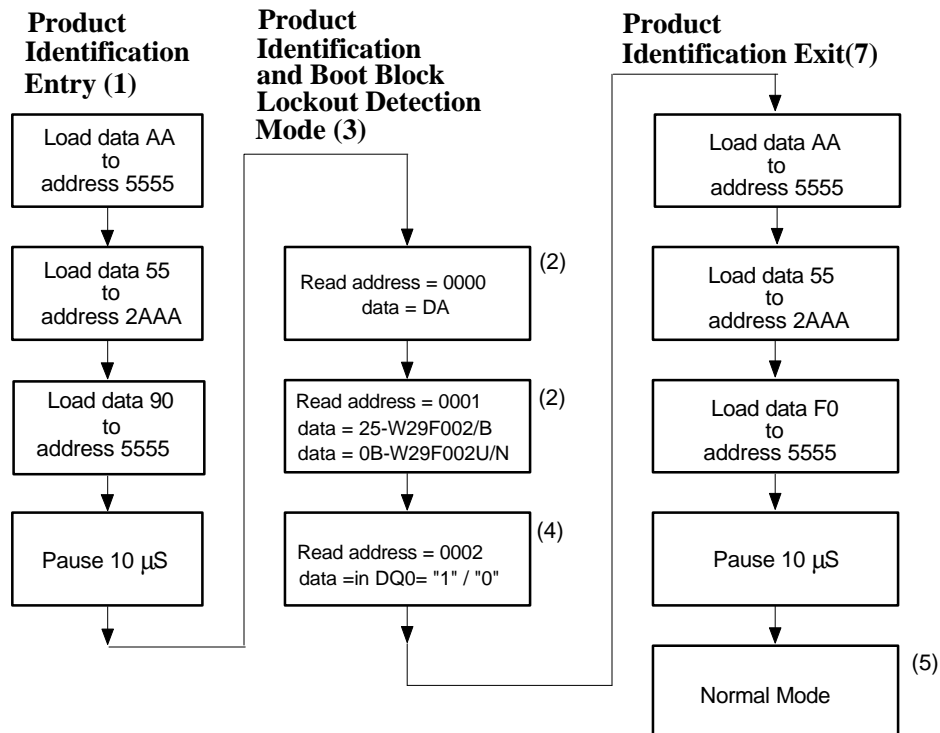 Product
Identification
Entry (1)
Load data AA
to
address 5555
Load data 55
to
address 2AAA
Load data 90
to
address 5555
Pause 10 µS
Product
Identification
and Boot Block
Lockout Detection
Mode (3)
Read address = 0000
data = DA
(2)
Read address = 0001
data = 25-W29F002/B
data = 0B-W29F002U/N
(2)
Read address = 0002
data =in DQ0= "1" / "0"
(4)
Product
Identification Exit(7)
Load data AA
to
address 5555
Load data 55
to
address 2AAA
Load data F0
to
address 5555
Pause 10 µS
Normal Mode
(5)